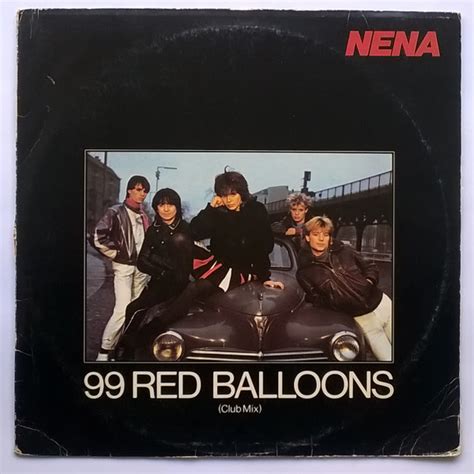 NENA
99 RED BALLOONS
(Club Mix)